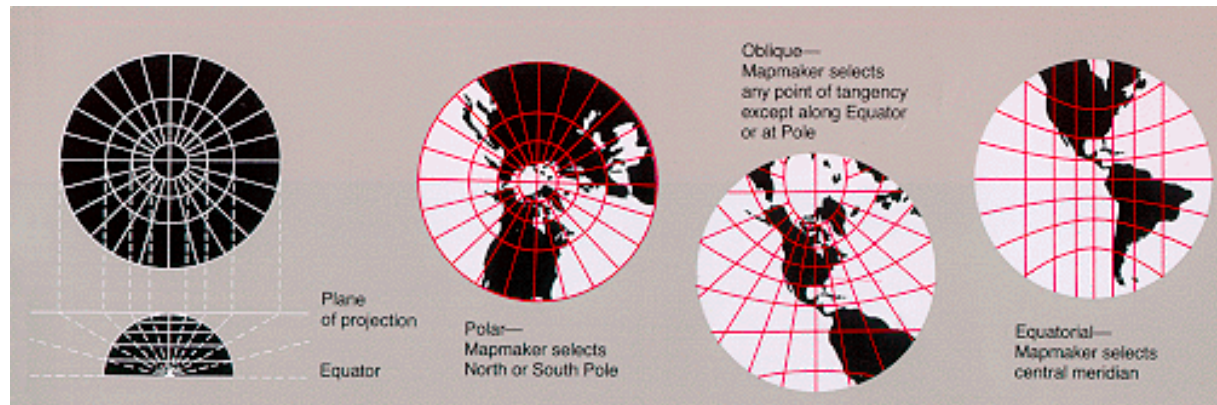 Plane
of projection
Equator
Polar—
Mapmaker selects
North or South Pole
Oblique—
Mapmaker selects
any point of tangency
except along Equator
or at Pole
Equatorial—
Mapmaker selects
central meridian